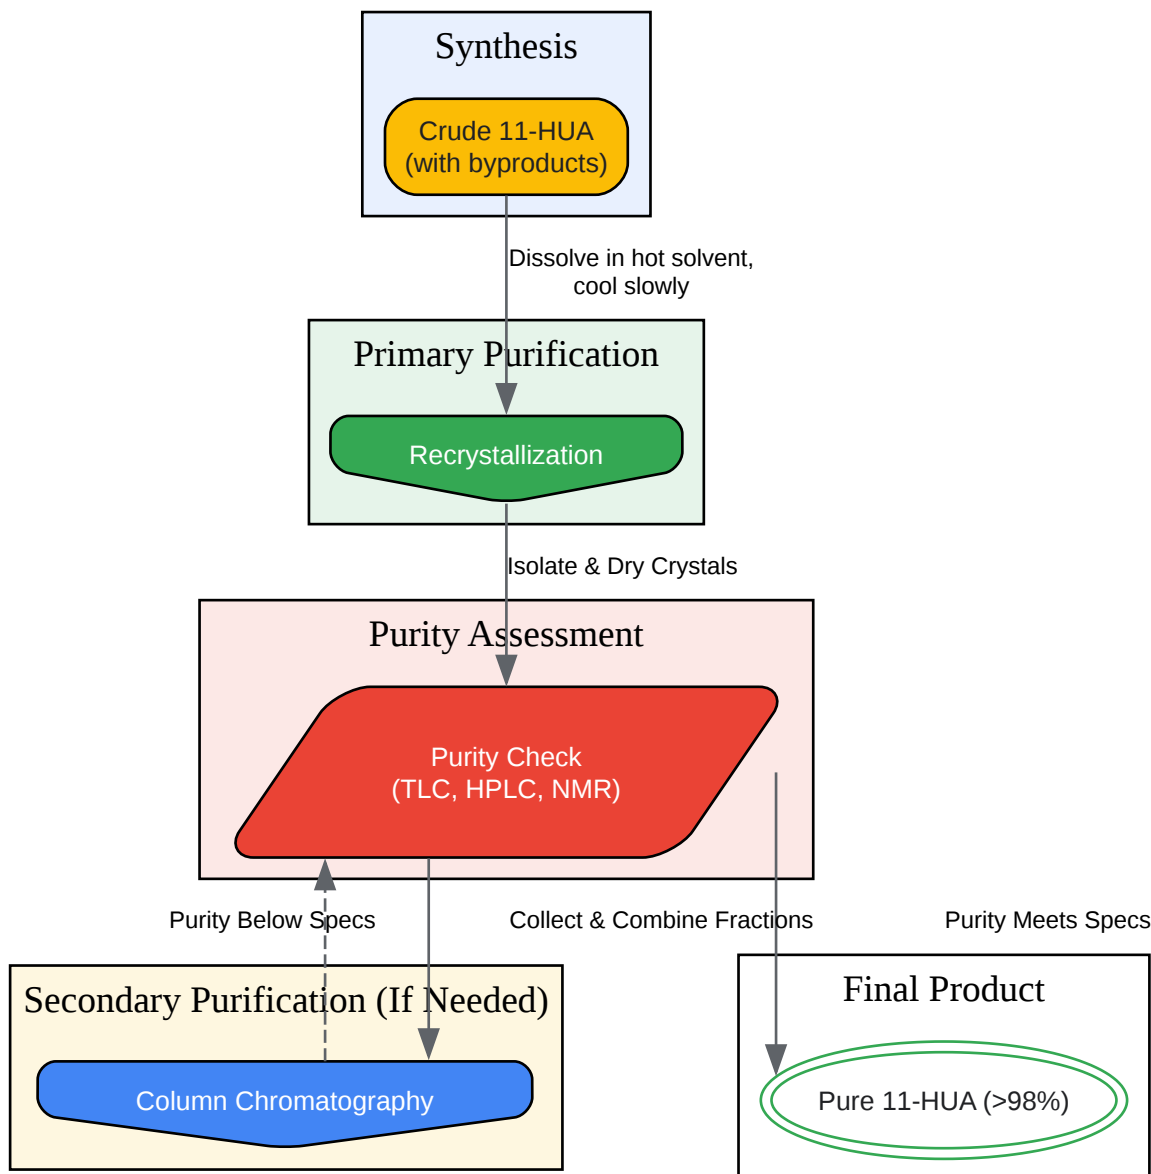 Synthesis
Crude 11-HUA
(with byproducts)
Dissolve in hot solvent,
cool slowly
Primary Purification
Recrystallization
Isolate & Dry Crystals
Purity Assessment
Purity Check
(TLC, HPLC, NMR)
Purity Below Specs
Collect & Combine Fractions
Purity Meets Specs
Secondary Purification (If Needed)
Column Chromatography
Final Product
Pure 11-HUA (>98%)